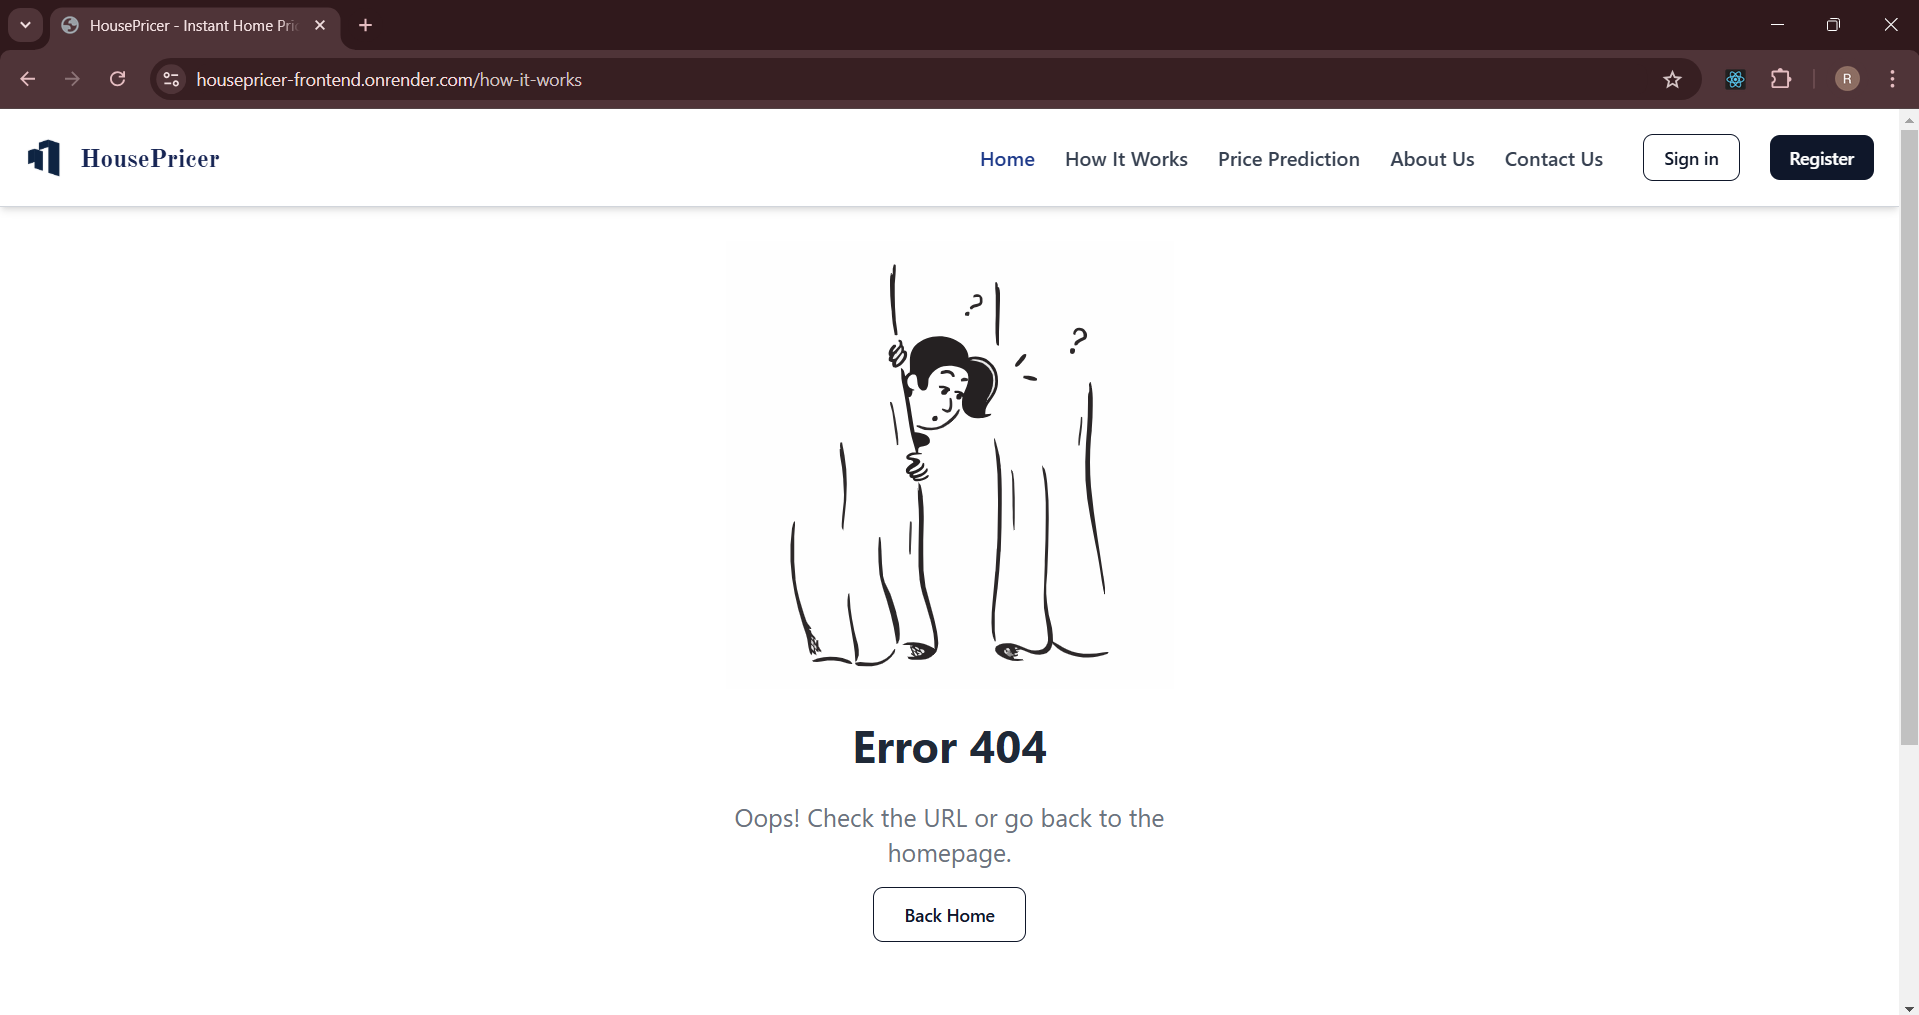 HousePricer - Instant Home Pri
housepricer-frontend.onrender.com/how-it-works
R
HousePricer
Home
How It Works
Price Prediction
About Us
Contact Us
Sign in
Register
?
?
Error 404
Oops! Check the URL or go back to the
homepage.
Back Home